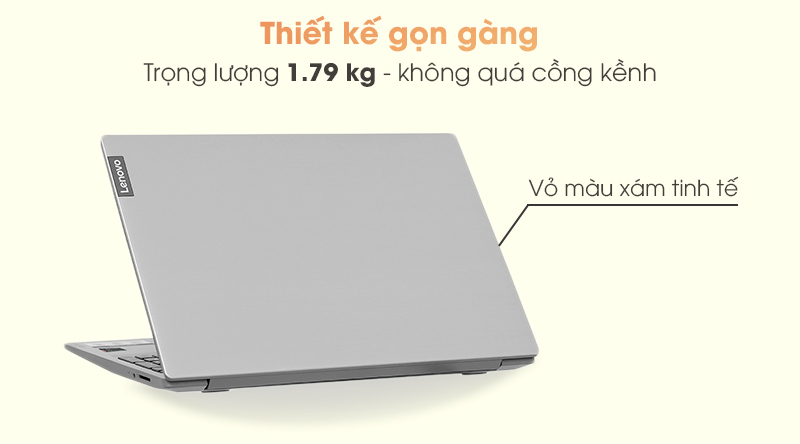 Thiết kế gọn gàng
Trọng lượng 1.79 kg - không quá cồng kềnh
Lenovo
Vỏ màu xám tinh tế